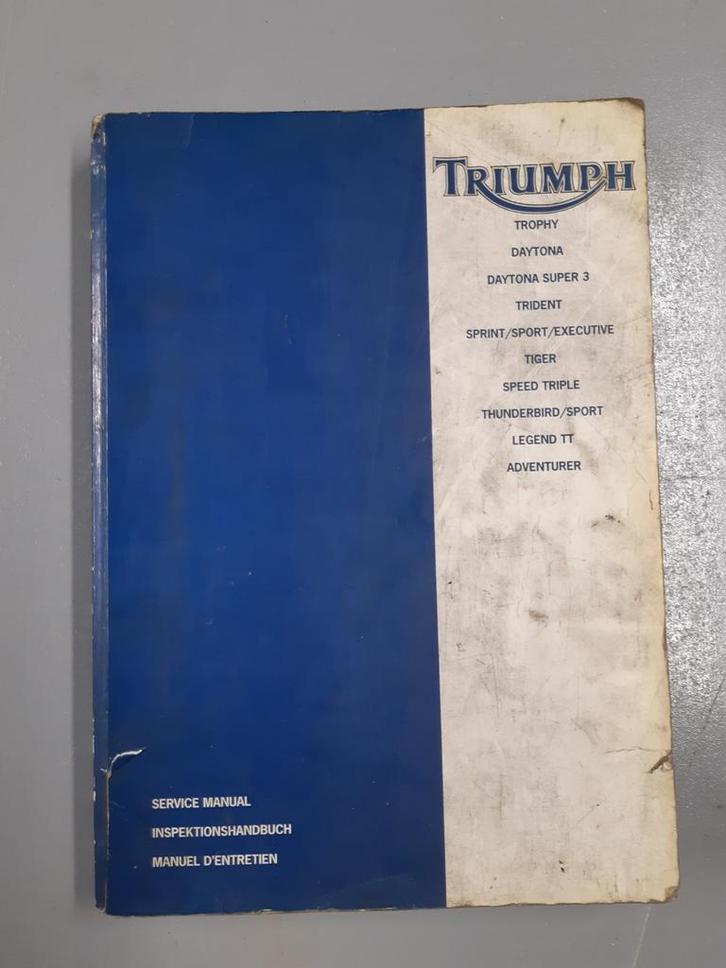 TRIUMPH
TROPHY
DAYTONA
DAYTONA SUPER 3
TRIDENT
SPRINT/SPORT/EXECUTIVE
TIGER
SPEED TRIPLE
THUNDERBIRD/SPORT
LEGEND TT
ADVENTURER
SERVICE MANUAL
INSPEKTIONSHANDBUCH
MANUEL D'ENTRETIEN